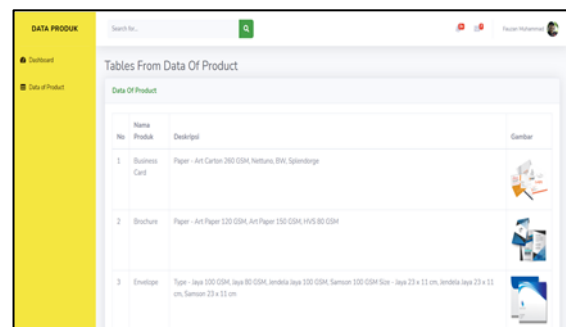 DATA PRODUK
Search for...
Fauzan Mohammad
Dashboard
Data of Product
Tables From Data Of Product
Data Of Product
No Nama Produk Deskripsi Gambar
1 Business Card Paper - Art Carton 260 GSM, Nettuno, BW, Splendorge
2 Brochure Paper - Art Paper 120 GSM, Art Paper 150 GSM, HVS 80 GSM
3 Envelope Type - Jaya 100 GSM, Jaya 80 GSM, Jendela Jaya 100 GSM, Samson 100 GSM Size - Jaya 23 x 11 cm, Jendela Jaya 23 x 11
cm, Samson 23 x 11 cm